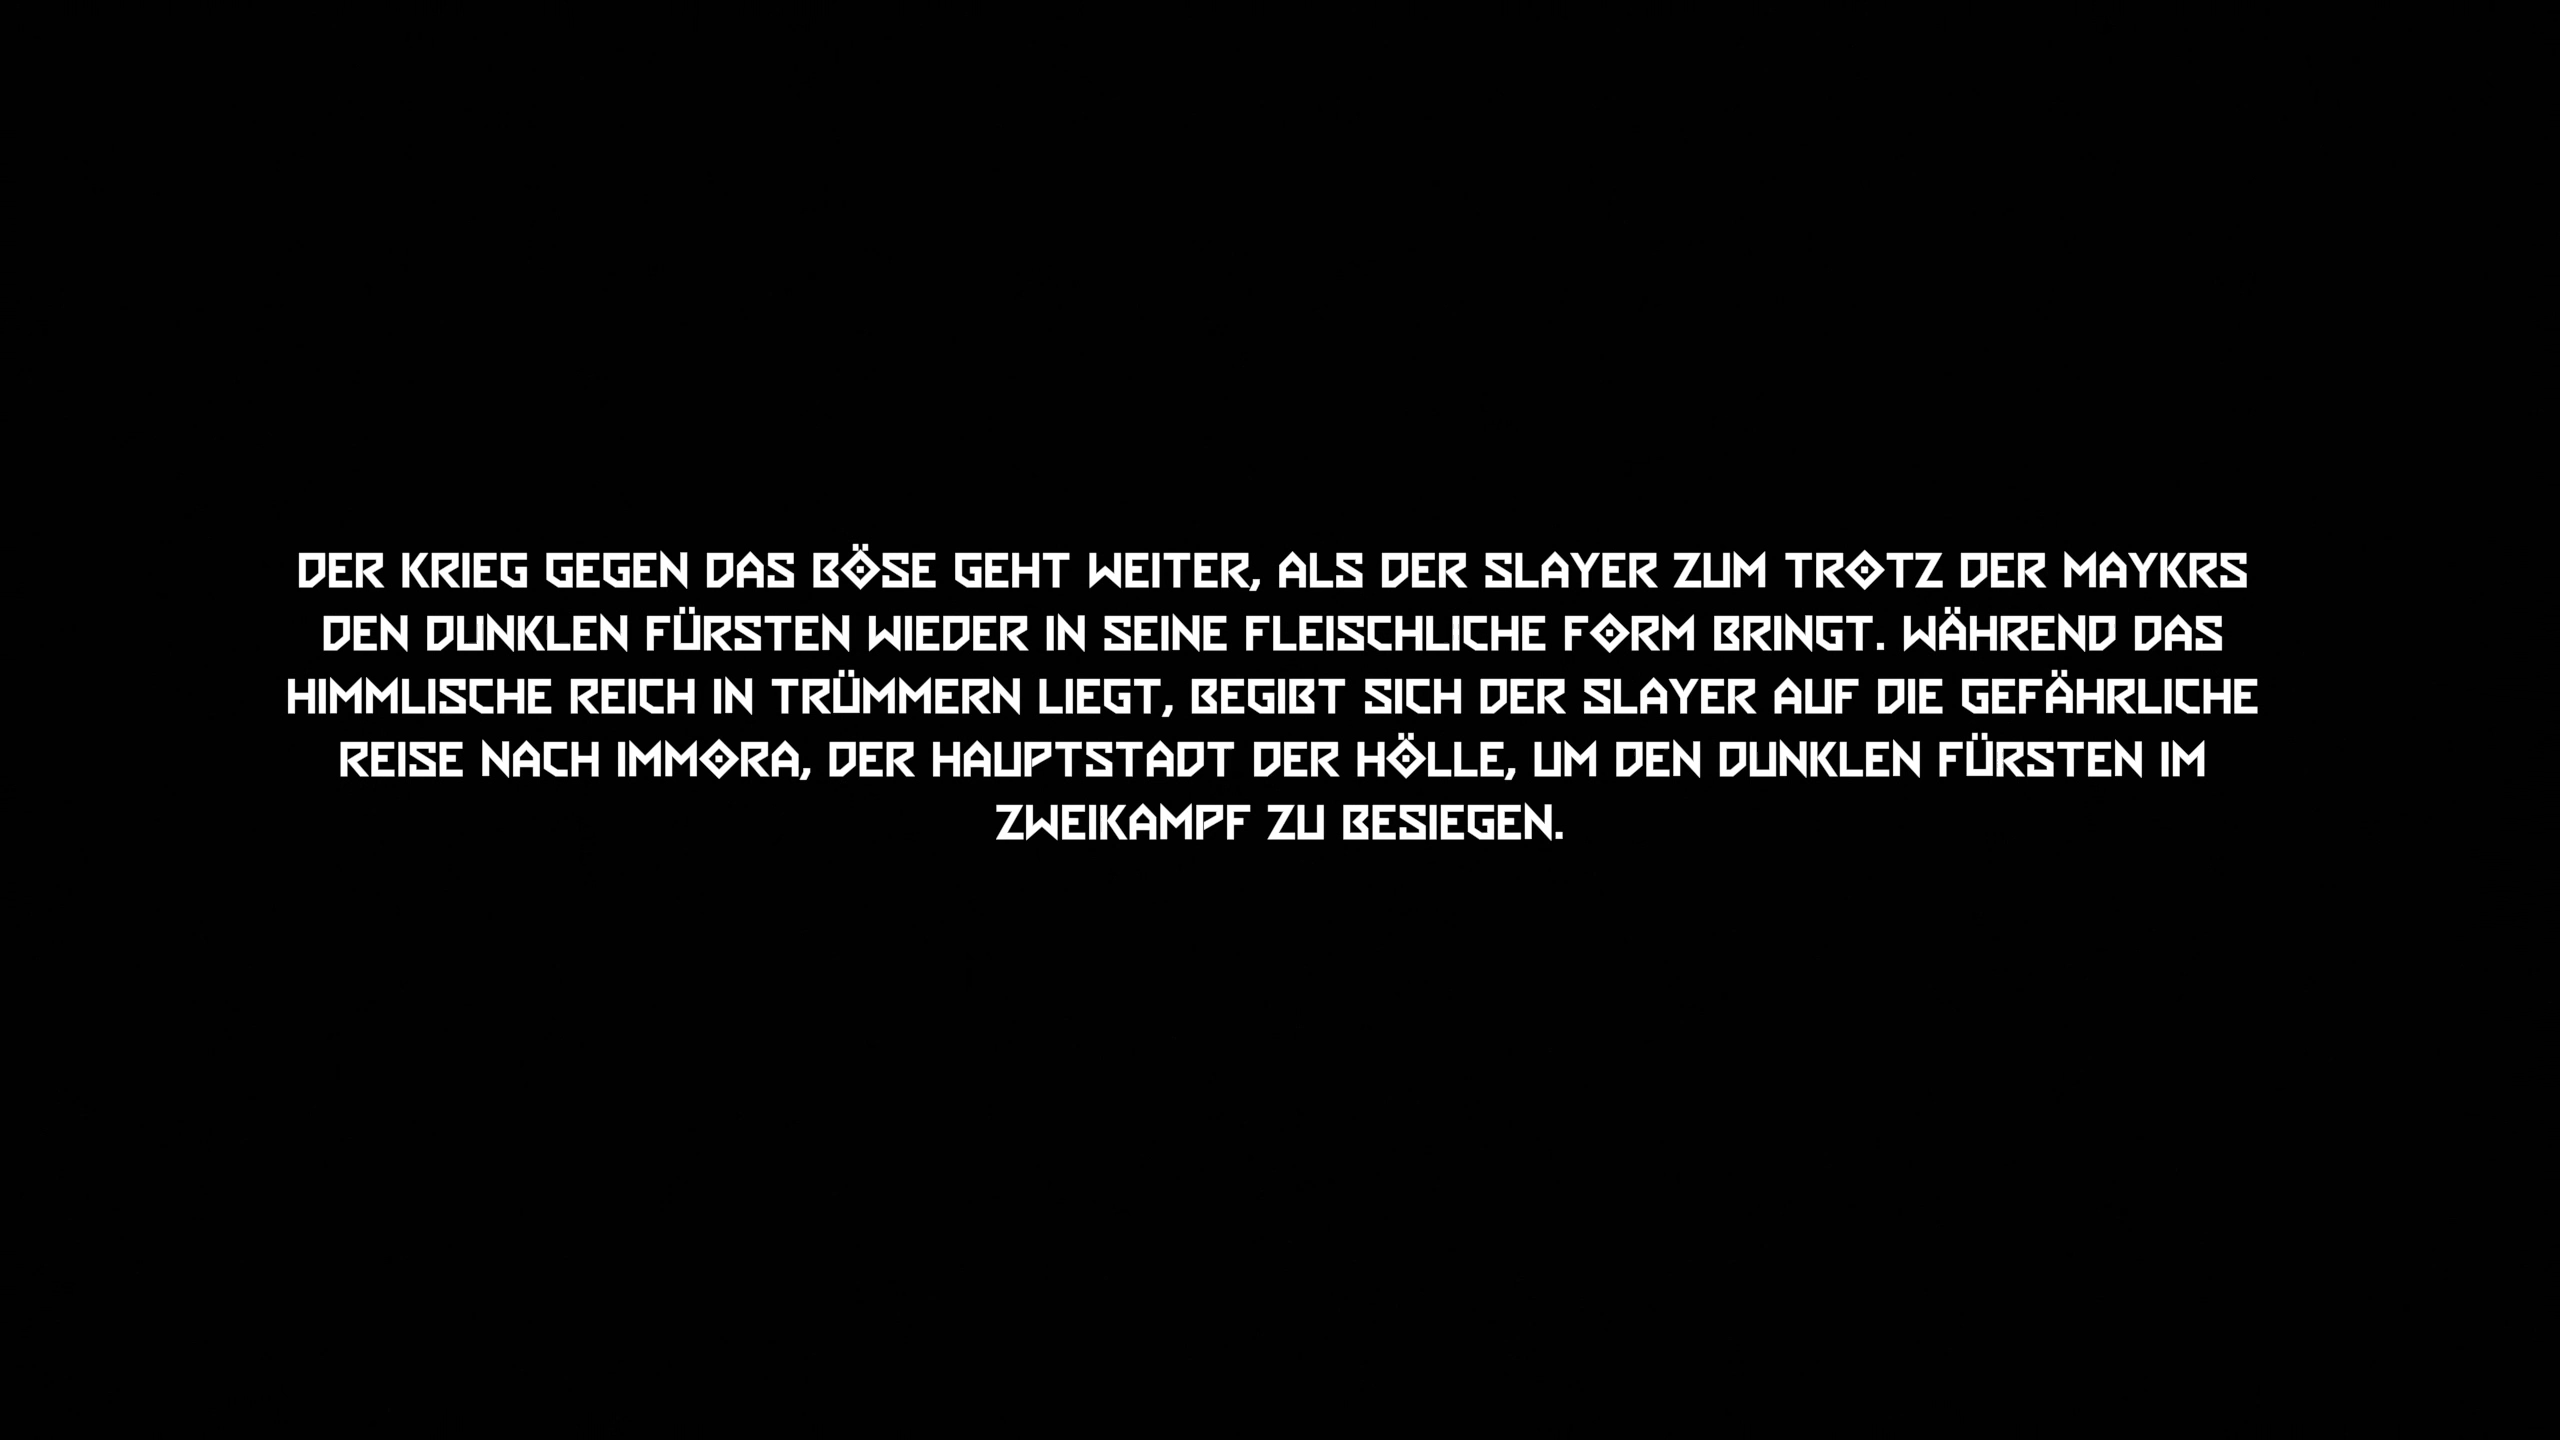 DER KRIEG GEGEN DAS BÖSE GEHT WEITER, ALS DER SLAYER ZUM TROTZ DER MAYKRS
DEN DUNKLEN FÜRSTEN WIEDER IN SEINE FLEISCHLICHE FORM BRINGT. WÄHREND DAS
HIMMLISCHE REICH IN TRÜMMERN LIEGT, BEGIBT SICH DER SLAYER AUF DIE GEFÄHRLICHE
REISE NACH IMMORA, DER HAUPTSTADT DER HÖLLE, UM DEN DUNKLEN FÜRSTEN IM
ZWEIKAMPF ZU BESIEGEN.